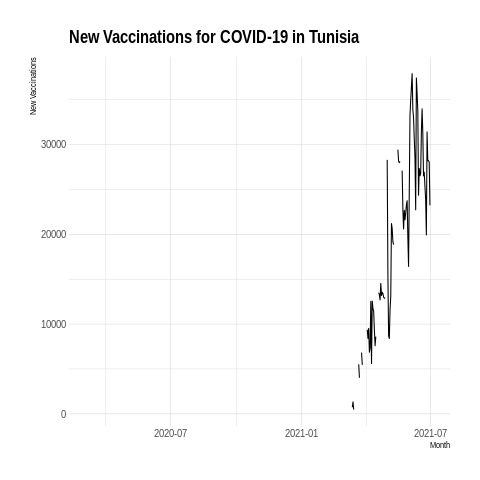 New Vaccinations for COVID-19 in Tunisia
New Vaccinations
30000
20000
10000
0
2020-07
2021-01
2021-07
Month